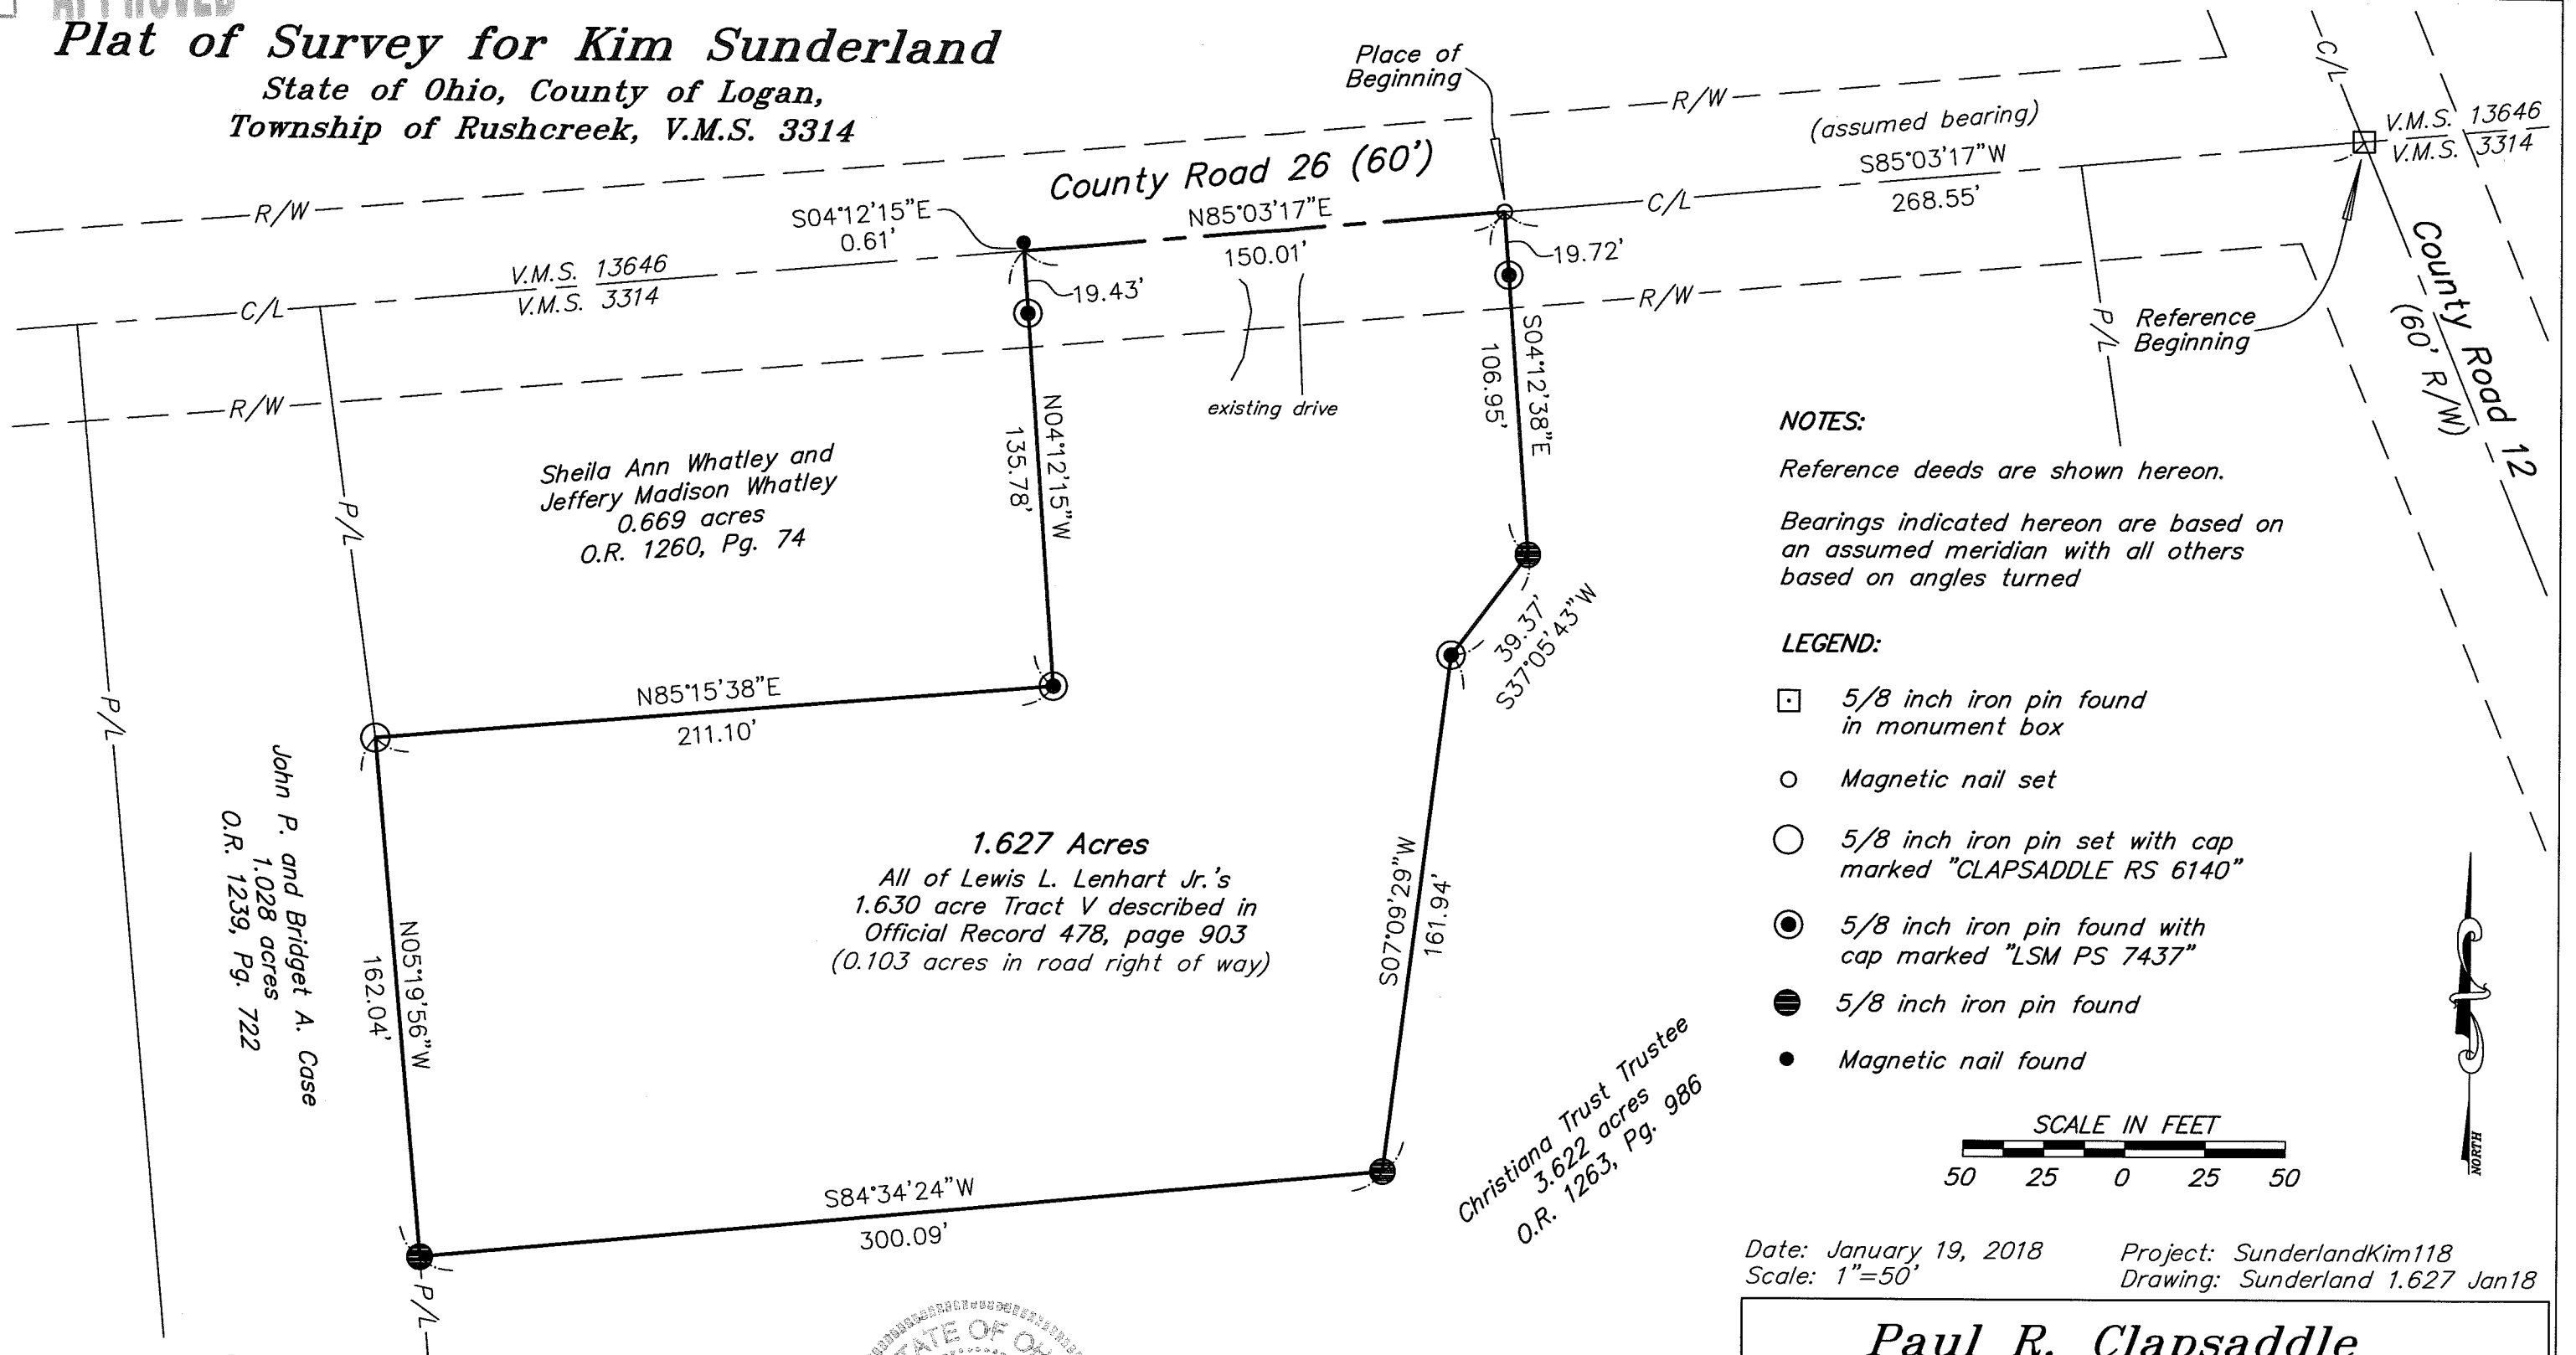 APPROVED
Plat of Survey for Kim Sunderland
State of Ohio, County of Logan,
Township of Rushcreek, V.M.S. 3314
Place of
Beginning
R/W
(assumed bearing)
C/L
V.M.S. 13646
V.M.S. 3314
County Road 26 (60')
S85°03'17"W
268.55'
R/W
S04°12'15"E
0.61'
N85°03'17"E
150.01'
C/L
19.72'
V.M.S. 13646
V.M.S. 3314
C/L
19.43'
R/W
P/L
Reference
Beginning
County Road 12
(60' R/W)
R/W
existing drive
S04°12'38"E
106.95'
N04°12'15"W
135.78'
Sheila Ann Whatley and
Jeffery Madison Whatley
0.669 acres
O.R. 1260, Pg. 74
P/L
P/L
39.37'
S37°05'43"W
N85°15'38"E
211.10'
John P. and Bridget A. Case
1.028 acres
O.R. 1239, Pg. 722
N05°19'56"W
162.04'
1.627 Acres
All of Lewis L. Lenhart Jr.'s
1.630 acre Tract V described in
Official Record 478, page 903
(0.103 acres in road right of way)
S07°09'29"W
161.94'
Christiana Trust Trustee
3.622 acres
O.R. 1263, Pg. 986
S84°34'24"W
300.09'
P/L
NOTES:
Reference deeds are shown hereon.
Bearings indicated hereon are based on
an assumed meridian with all others
based on angles turned
LEGEND:
5/8 inch iron pin found
in monument box
Magnetic nail set
5/8 inch iron pin set with cap
marked "CLAPSADDLE RS 6140"
5/8 inch iron pin found with
cap marked "LSM PS 7437"
5/8 inch iron pin found
Magnetic nail found
NORTH
SCALE IN FEET
50 25 0 25 50
Date: January 19, 2018 Project: SunderlandKim118
Scale: 1"=50' Drawing: Sunderland 1.627 Jan18
Paul R. Clapsaddle